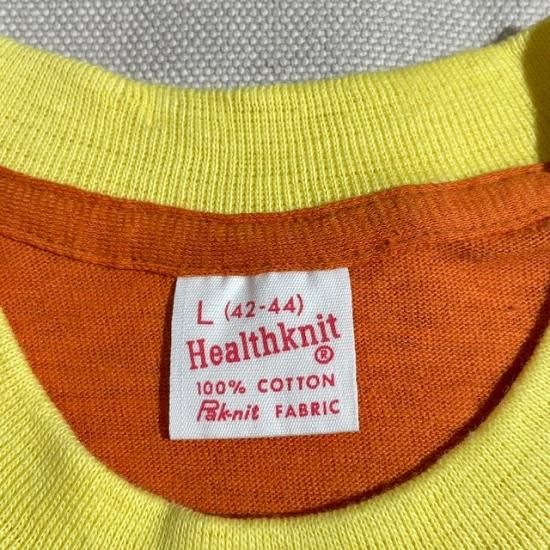 L (42-44)
Healthknit
®
100% COTTON
Pak-nit FABRIC